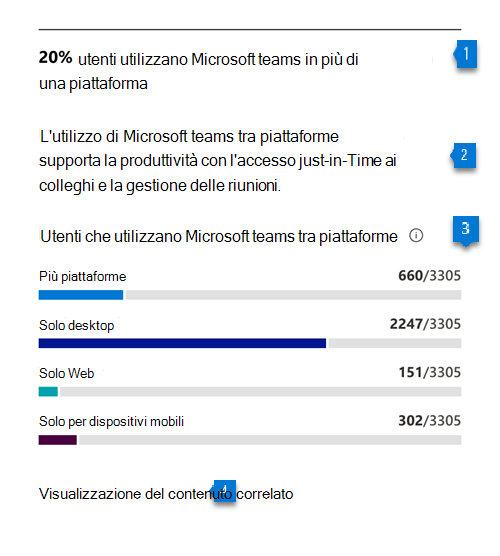 20% utenti utilizzano Microsoft teams in più di
1
una piattaforma
L'utilizzo di Microsoft teams tra piattaforme
supporta la produttività con l'accesso just-in-Time ai
2
colleghi e la gestione delle riunioni.
Utenti che utilizzano Microsoft teams tra piattaforme
3
Più piattaforme 660/3305
Solo desktop 2247/3305
Solo Web 151/3305
Solo per dispositivi mobili 302/3305
4
Visualizzazione del contenuto correlato